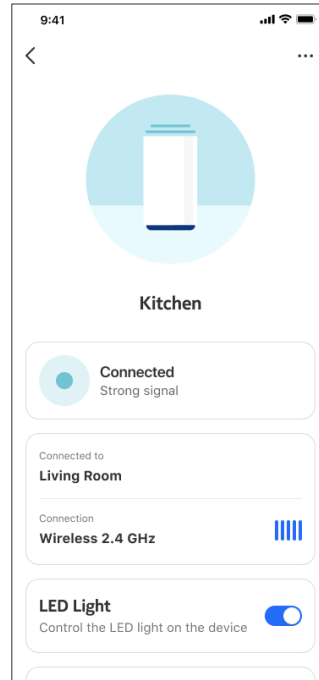 9:41
Kitchen
Connected
Strong signal
Connected to
Living Room
Connection
Wireless 2.4 GHz
LED Light
Control the LED light on the device